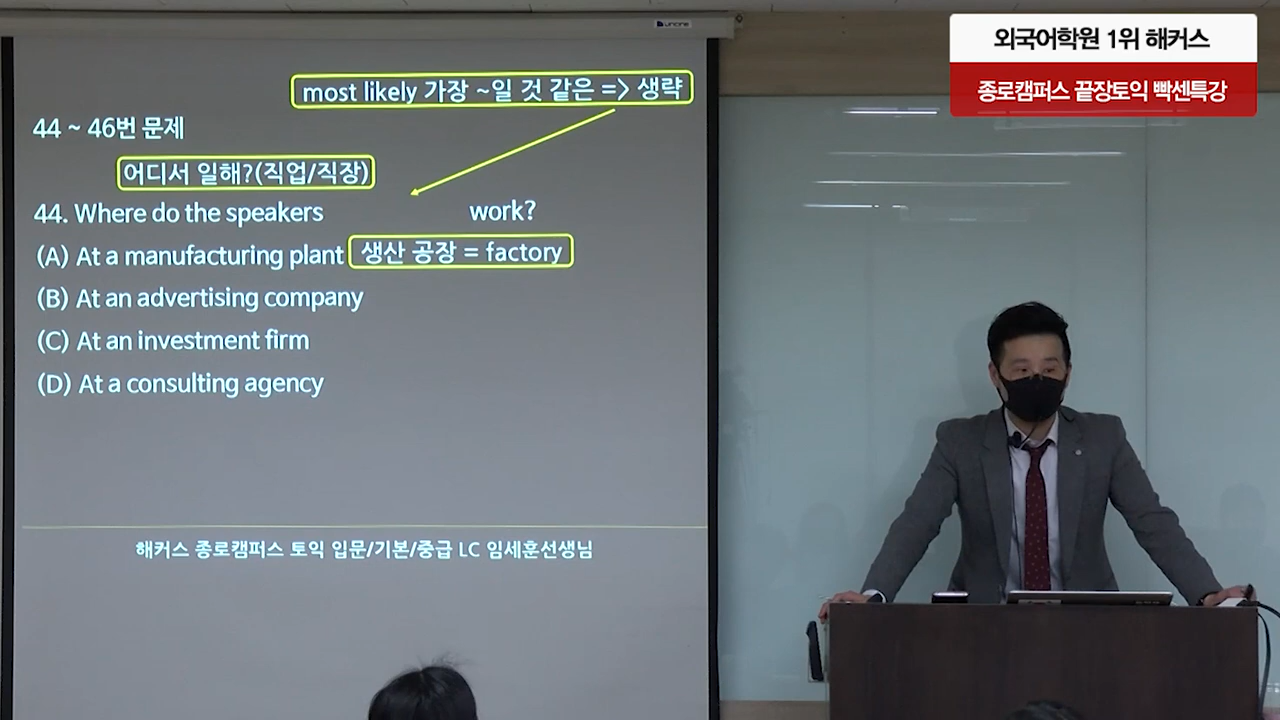 외국어학원 1위 해커스
종로캠퍼스 끝장토익 빡센특강
most likely 가장 ~일 것 같은 => 생략
44 ~ 46번 문제
어디서 일해?(직업/직장)
44. Where do the speakers work?
(A) At a manufacturing plant 생산 공장 = factory
(B) At an advertising company
(C) At an investment firm
(D) At a consulting agency
해커스 종로캠퍼스 토익 입문/기본/중급 LC 임세훈선생님